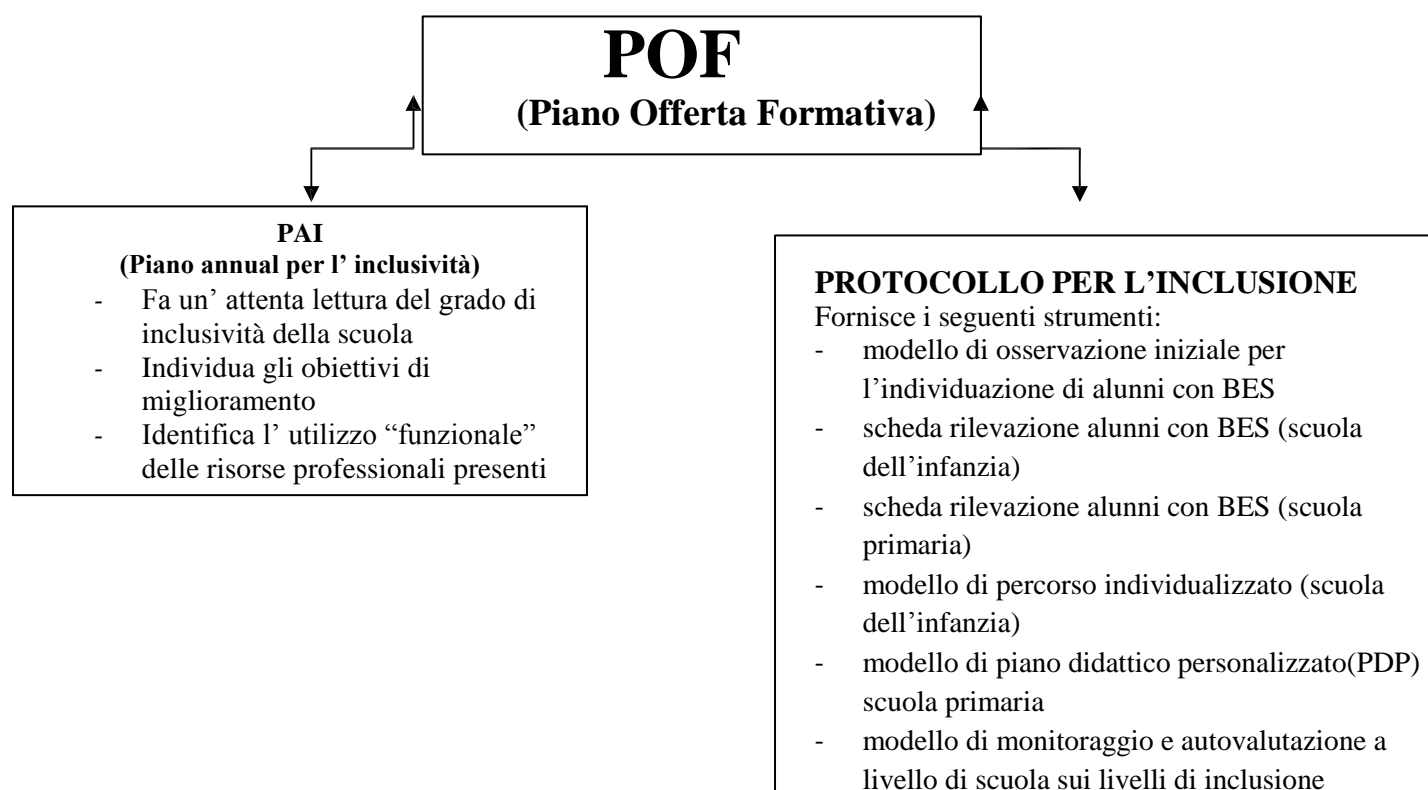 POF
(Piano Offerta Formativa)
PAI
(Piano annual per l’ inclusività)
- Fa un’ attenta lettura del grado di
inclusività della scuola
- Individua gli obiettivi di
miglioramento
- Identifica l’ utilizzo “funzionale”
delle risorse professionali presenti
PROTOCOLLO PER L’INCLUSIONE
Fornisce i seguenti strumenti:
- modello di osservazione iniziale per
l’individuazione di alunni con BES
- scheda rilevazione alunni con BES (scuola
dell’infanzia)
- scheda rilevazione alunni con BES (scuola
primaria)
- modello di percorso individualizzato (scuola
dell’infanzia)
- modello di piano didattico personalizzato(PDP)
scuola primaria
- modello di monitoraggio e autovalutazione a
livello di scuola sui livelli di inclusione